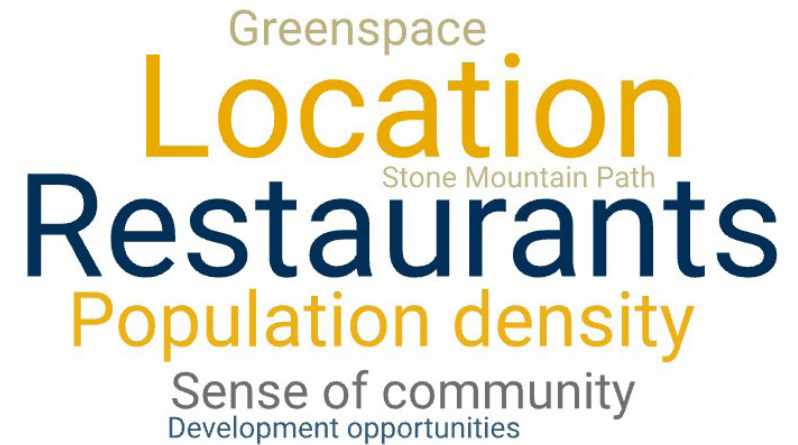 Greenspace
Location
Stone Mountain Path
Restaurants
Population density
Sense of community
Development opportunities